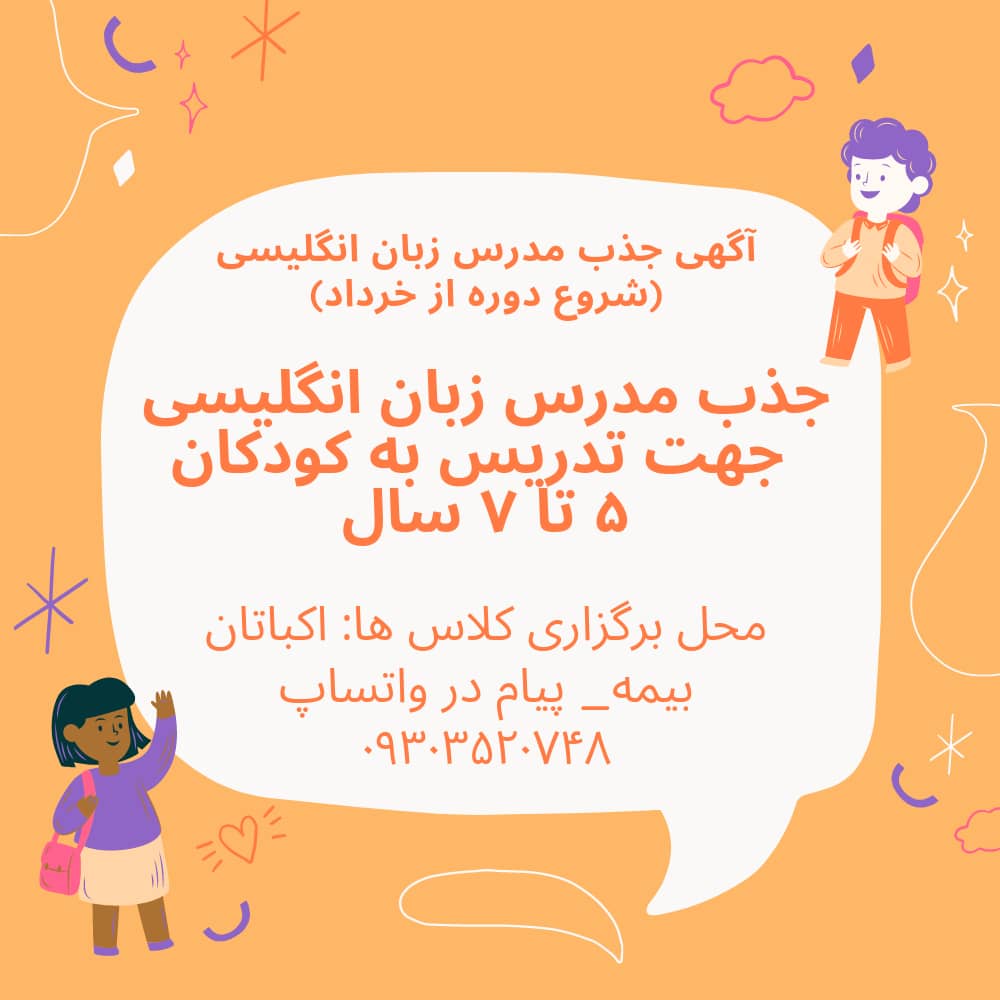 آگهی جذب مدرس زبان انگلیسی
(شروع دوره از خرداد)
جذب مدرس زبان انگلیسی
جهت تدریس به کودکان
۵ تا ۷ سال
محل برگزاری کلاس ها: اکباتان
بیمه_ پیام در واتساپ
۰۹۳۰۳۵۲۰۷۴۸